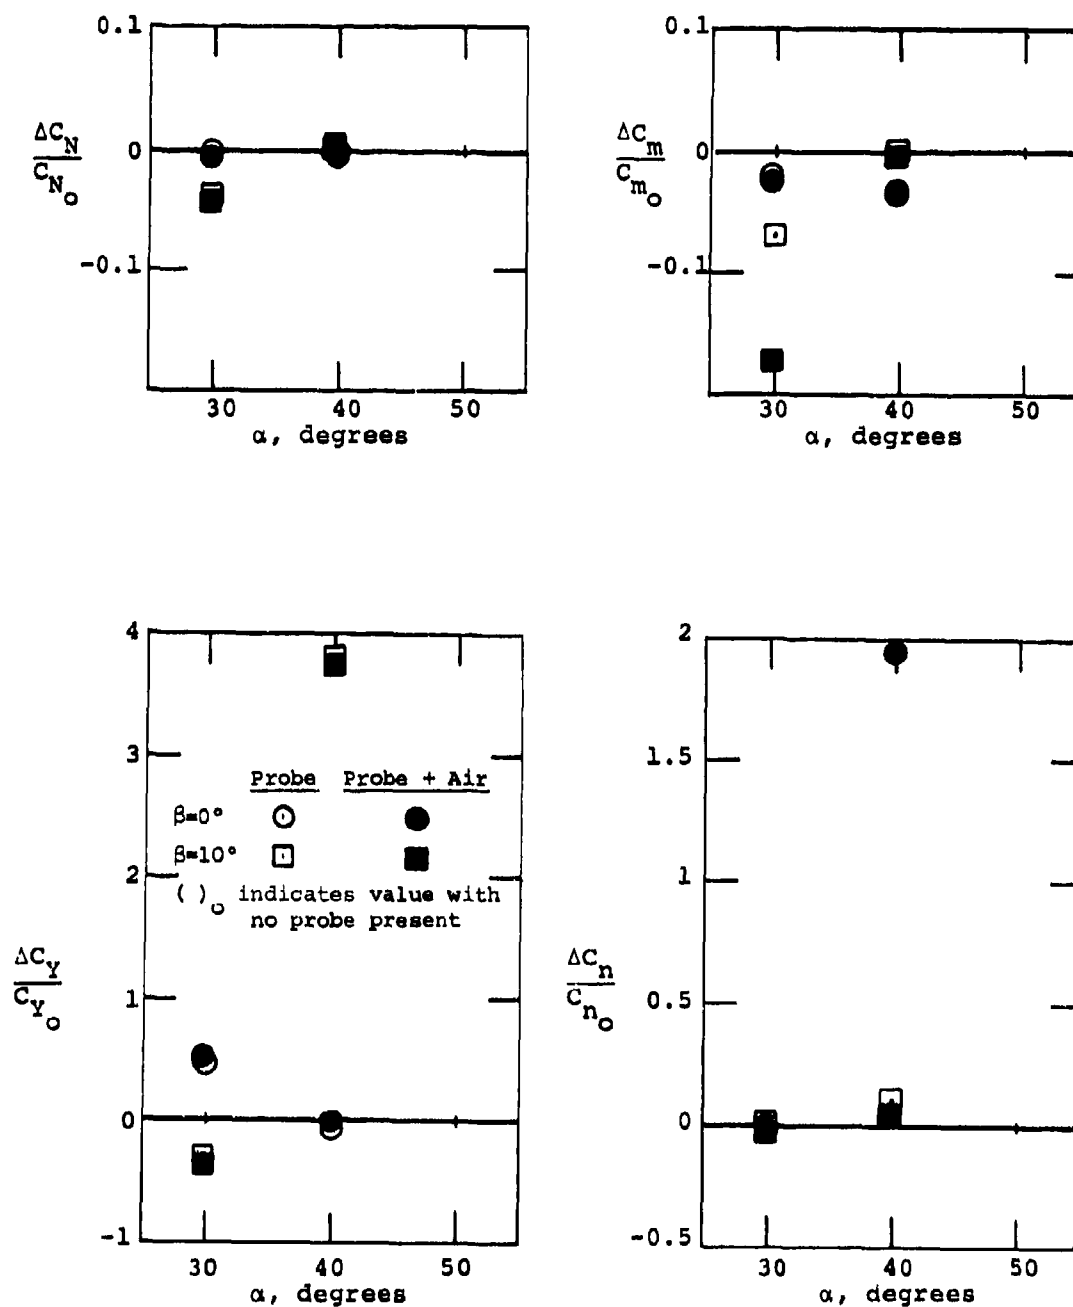 0.1
ΔC_N
C_N_O
0
-0.1
30 40 50
α, degrees
0.1
ΔC_m
C_m_O
0
-0.1
30 40 50
α, degrees
4
3
2
1
0
-1
ΔC_Y
C_Y_O
Probe Probe + Air
β=0°
β=10°
( )_O indicates value with
no probe present
30 40 50
α, degrees
2
1.5
1
0.5
0
-0.5
ΔC_n
C_n_O
30 40 50
α, degrees